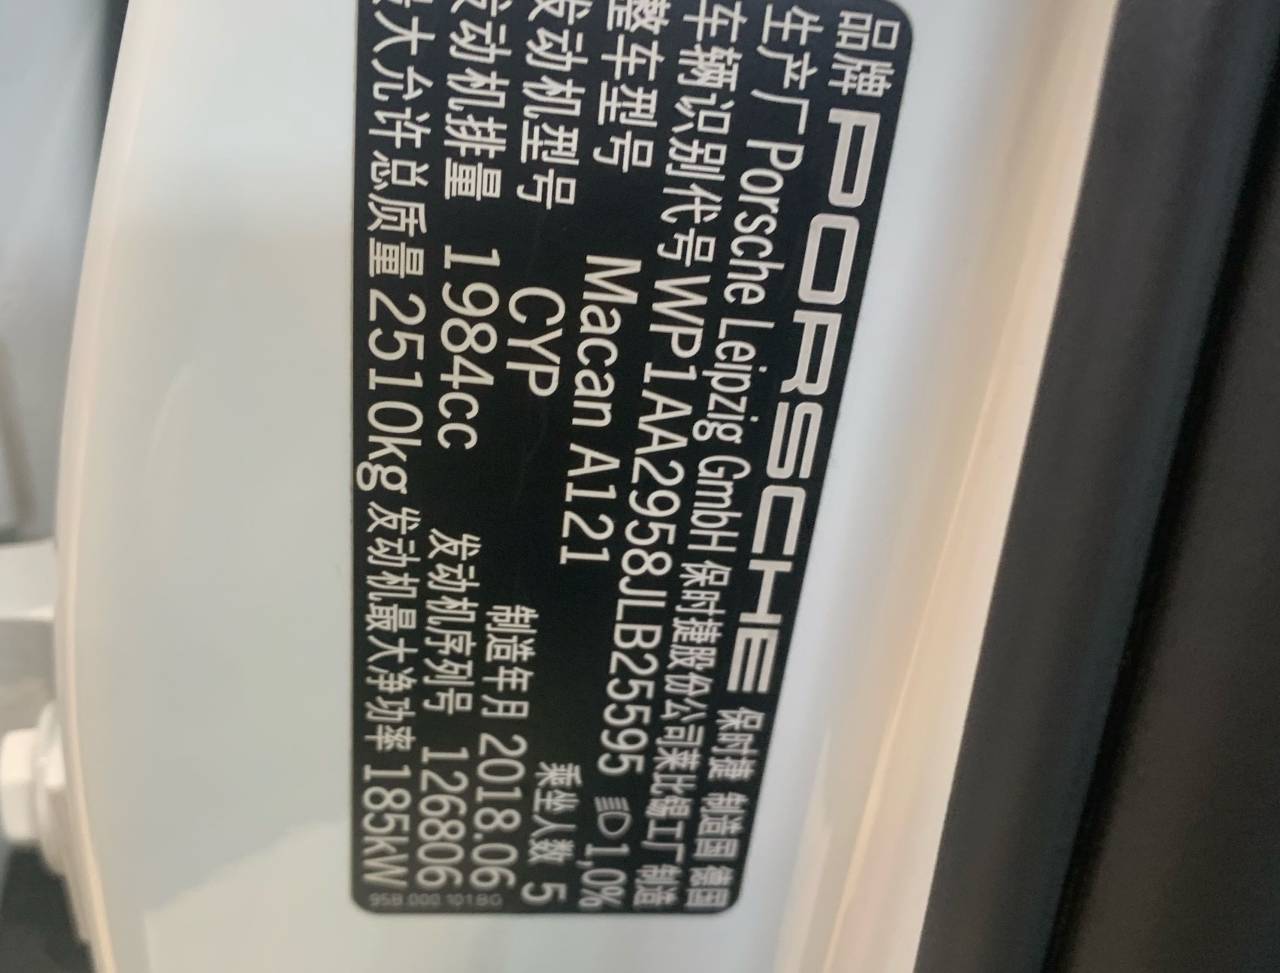 品牌 PORSCHE 保时捷 制造国 德国
生产厂 Porsche Leipzig GmbH 保时捷股份公司莱比锡工厂 制造
车辆识别代号 WP1AA2958JLB25595 1,0%
整车型号 Macan A121 乘坐人数 5
发动机型号 CYP 制造年月 2018.06
发动机排量 1984cc 发动机序列号 126806
最大允许总质量 2510kg 发动机最大净功率 185kW
95B.000.101.BG